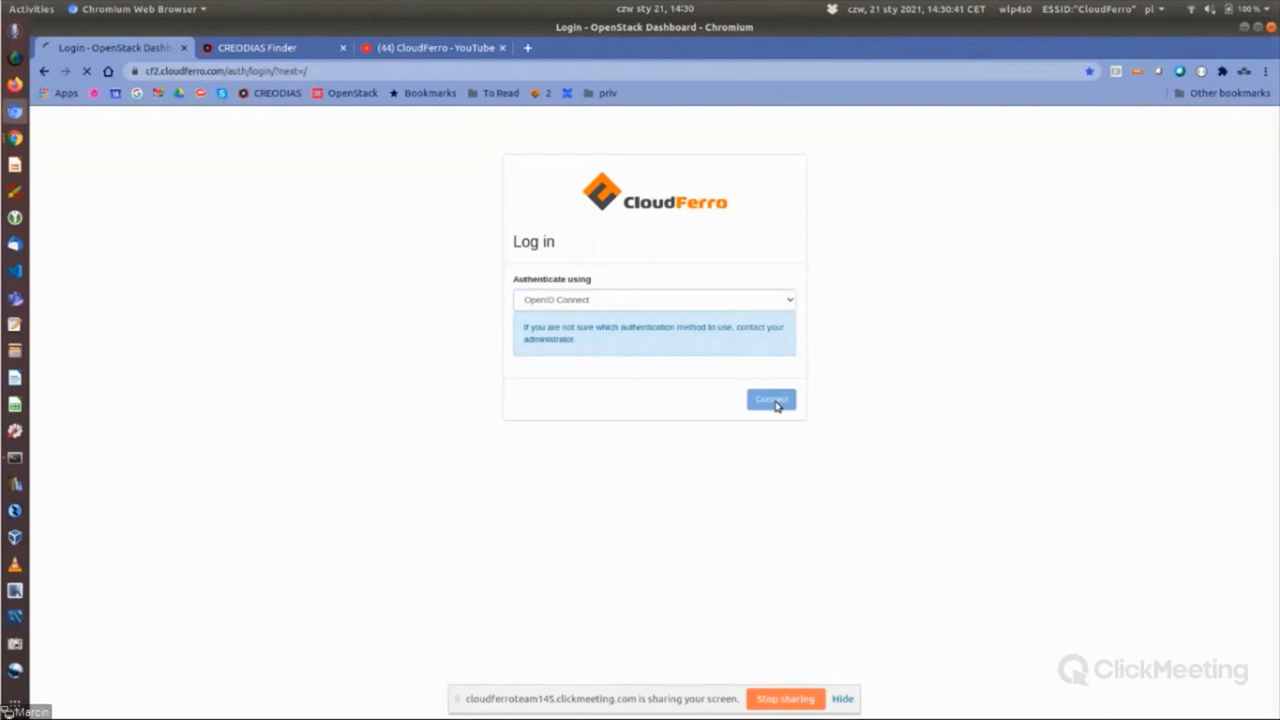 Activities
Chromium Web Browser
czw sty 21, 14:30
czw, 21 sty 2021, 14:30:41 CET
wlp4s0
ESSID:"CloudFerro"
pl
100 %
Login - OpenStack Dashboard - Chromium
Login - OpenStack Dashb
CREODIAS Finder
(44) CloudFerro - YouTube
cf2.cloudferro.com/auth/login/?next=/
Apps
CREODIAS
OpenStack
Bookmarks
To Read
2
priv
Other bookmarks
CloudFerro
Log in
Authenticate using
OpenID Connect
If you are not sure which authentication method to use, contact your
administrator.
Connect
ClickMeeting
cloudferroteam145.clickmeeting.com is sharing your screen.
Stop sharing
Hide
Marcin